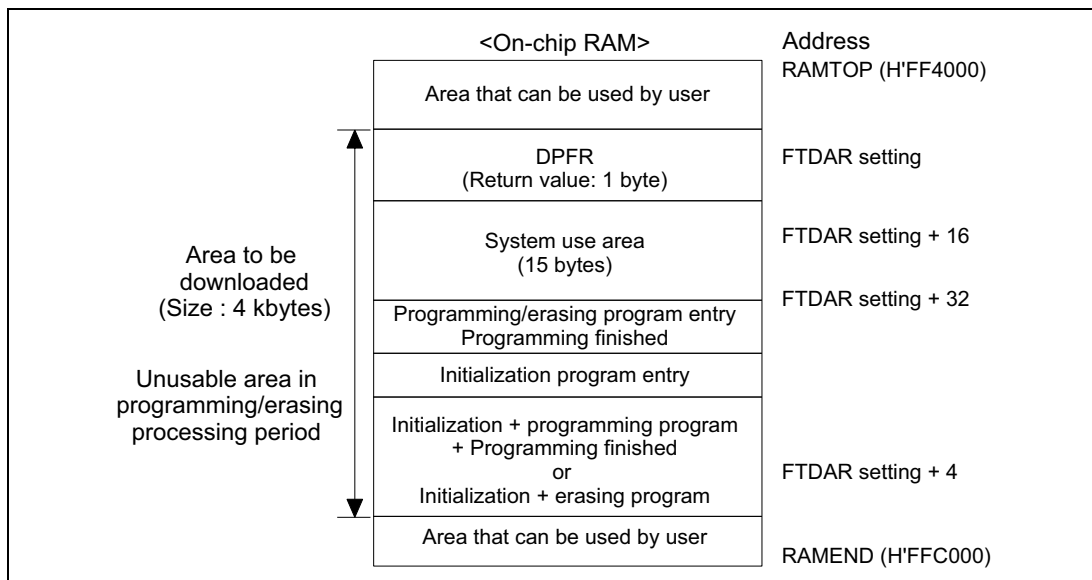 <On-chip RAM>
Address
RAMTOP (H'FF4000)
Area that can be used by user
DPFR
(Return value: 1 byte)
FTDAR setting
System use area
(15 bytes)
FTDAR setting + 16
Area to be
downloaded
(Size : 4 kbytes)
FTDAR setting + 32
Programming/erasing program entry
Programming finished
Initialization program entry
Unusable area in
programming/erasing
processing period
Initialization + programming program
+ Programming finished
or
Initialization + erasing program
FTDAR setting + 4
Area that can be used by user
RAMEND (H'FFC000)